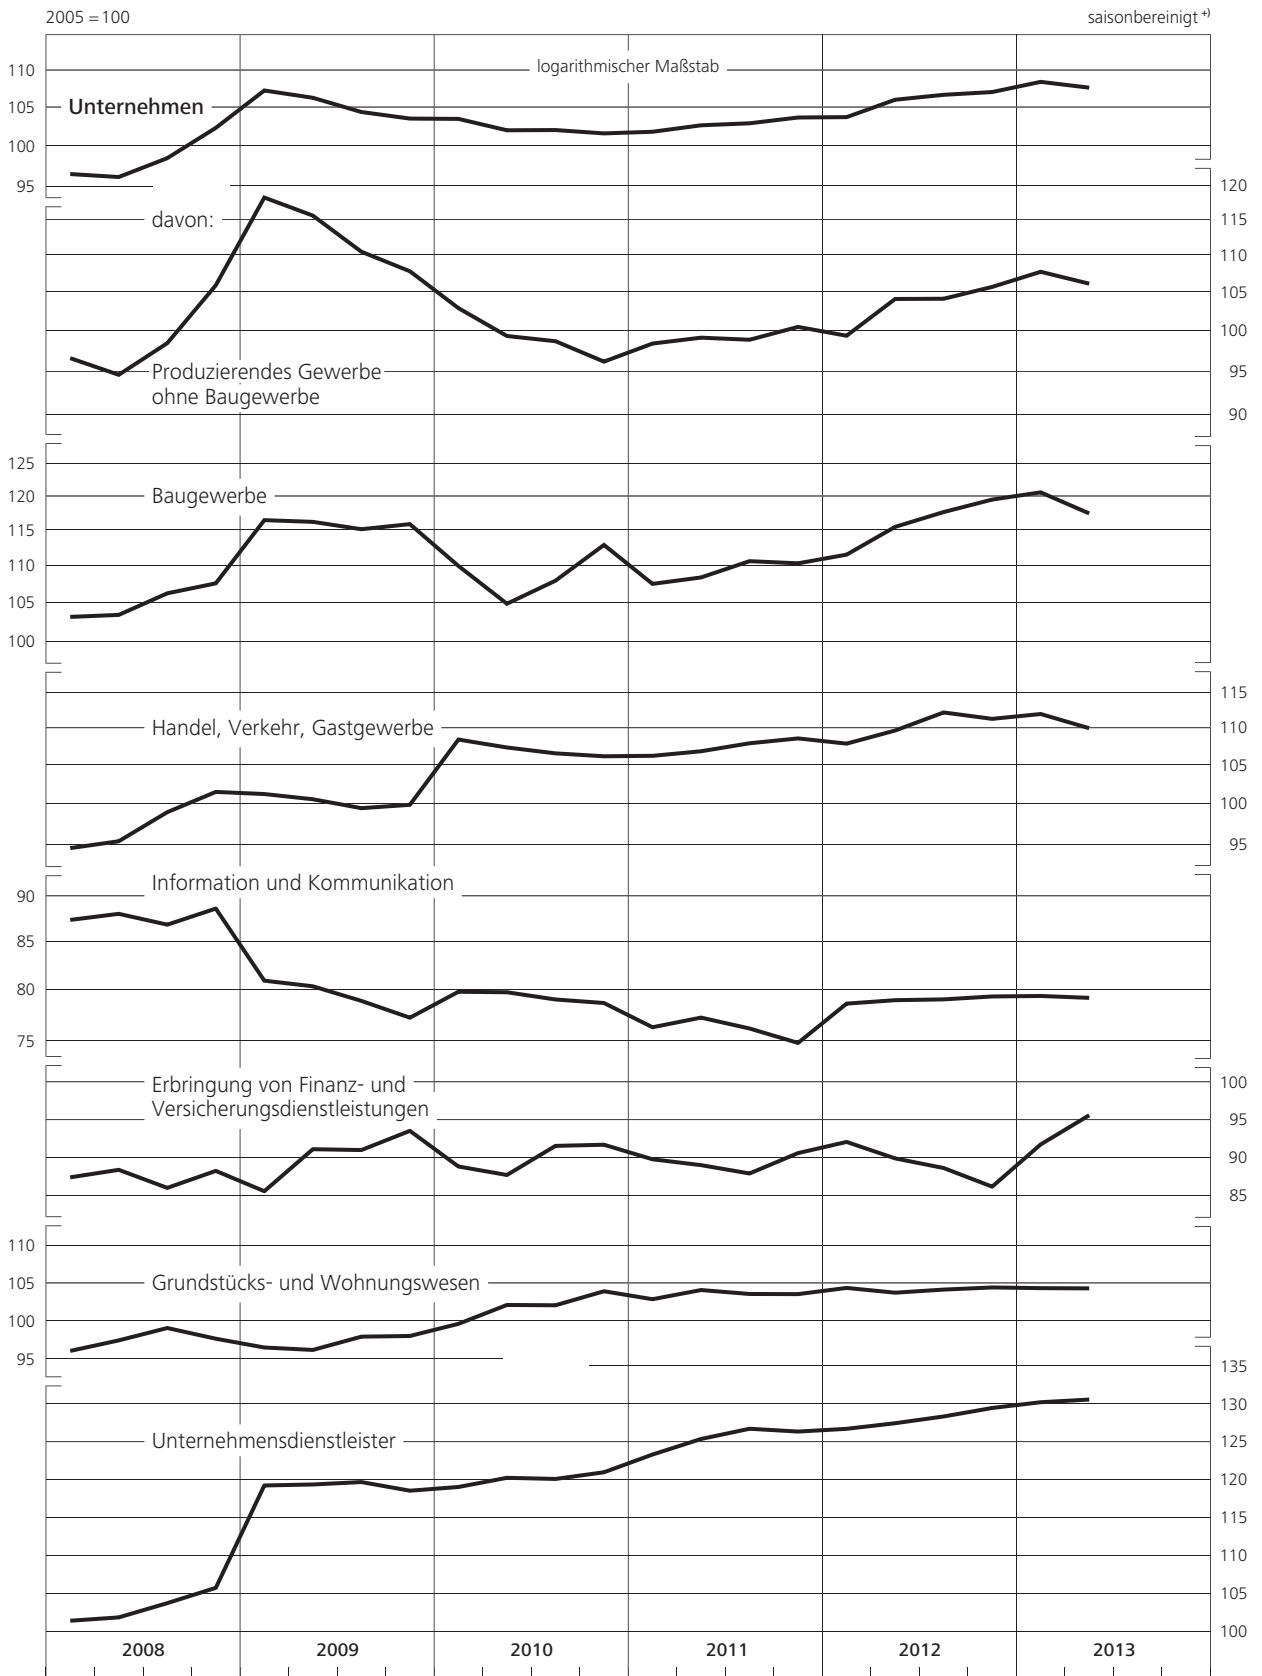 2005 = 100
saisonbereinigt +)
logarithmischer Maßstab
110
105
100
95
Unternehmen
davon:
120
115
110
105
100
95
90
Produzierendes Gewerbe
ohne Baugewerbe
125
120
115
110
105
100
Baugewerbe
115
110
105
100
95
Handel, Verkehr, Gastgewerbe
Information und Kommunikation
90
85
80
75
Erbringung von Finanz- und
Versicherungsdienstleistungen
100
95
90
85
110
105
100
95
Grundstücks- und Wohnungswesen
135
130
125
120
115
110
105
100
Unternehmensdienstleister
2008 2009 2010 2011 2012 2013